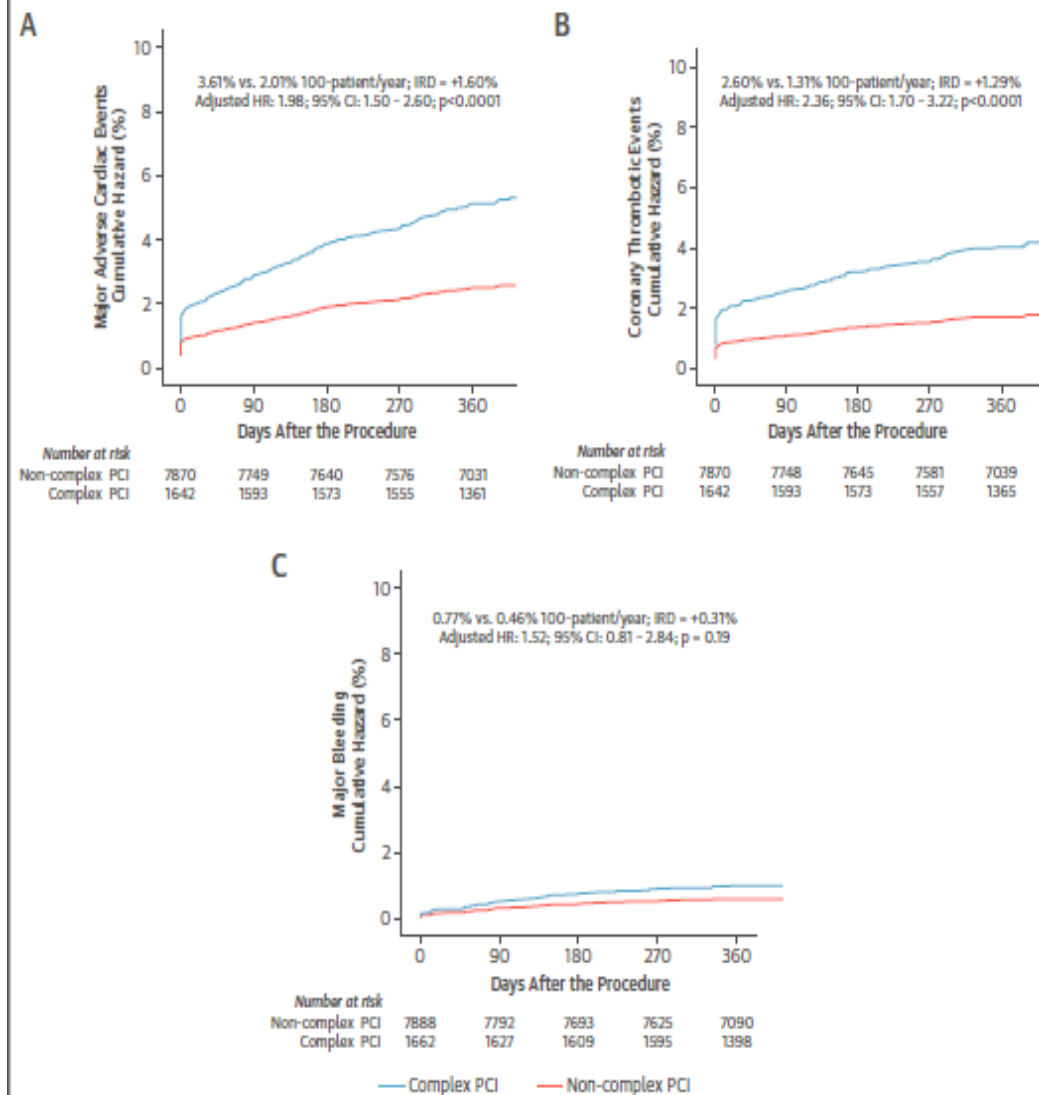 A
10
8
6
4
2
0
Major Adverse Cardiac Events
Cumulative Hazard (%)
3.61% vs. 2.01% 100-patient/year; IRD = +1.60%
Adjusted HR: 1.98; 95% CI: 1.50 - 2.60; p<0.0001
0 90 180 270 360
Days After the Procedure
Number at risk
Non-complex PCI 7870 7749 7640 7576 7031
Complex PCI 1642 1593 1573 1555 1361
B
10
8
6
4
2
0
Coronary Thrombotic Events
Cumulative Hazard (%)
2.60% vs. 1.31% 100-patient/year; IRD = +1.29%
Adjusted HR: 2.36; 95% CI: 1.70 - 3.22; p<0.0001
0 90 180 270 360
Days After the Procedure
Number at risk
Non-complex PCI 7870 7748 7645 7581 7039
Complex PCI 1642 1593 1573 1557 1365
C
10
8
6
4
2
0
Major Bleeding
Cumulative Hazard (%)
0.77% vs. 0.46% 100-patient/year; IRD = +0.31%
Adjusted HR: 1.52; 95% CI: 0.81 - 2.84; p = 0.19
0 90 180 270 360
Days After the Procedure
Number at risk
Non-complex PCI 7888 7792 7693 7625 7090
Complex PCI 1662 1627 1609 1595 1398
Complex PCI Non-complex PCI